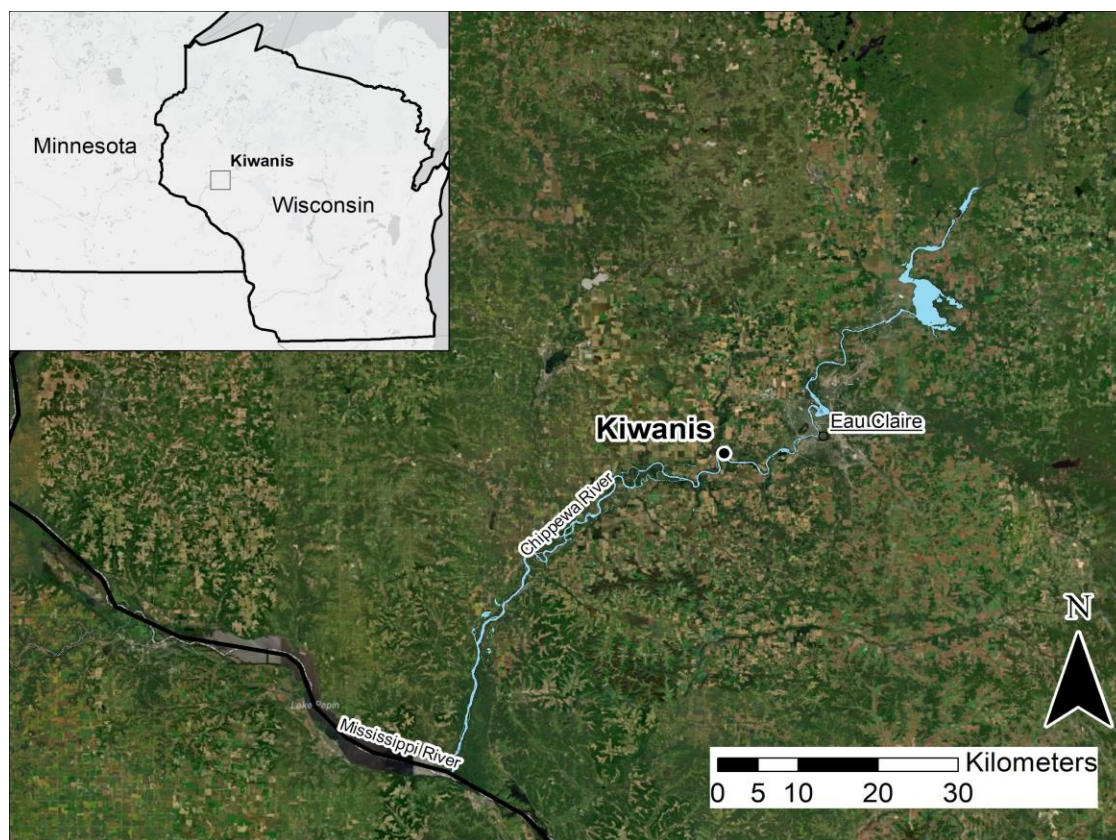 Minnesota
Kiwanis
Wisconsin
Kiwanis
Eau Claire
Chippewa River
Lake Pepin
Mississippi River
N
Kilometers
0 5 10 20 30